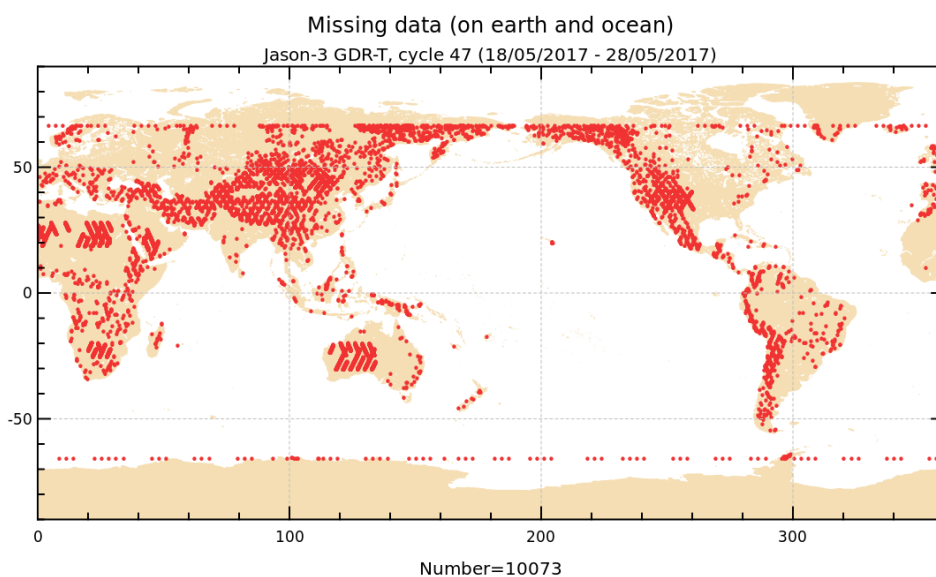 Missing data (on earth and ocean)
Jason-3 GDR-T, cycle 47 (18/05/2017 - 28/05/2017)
50
0
-50
0 100 200 300
Number=10073